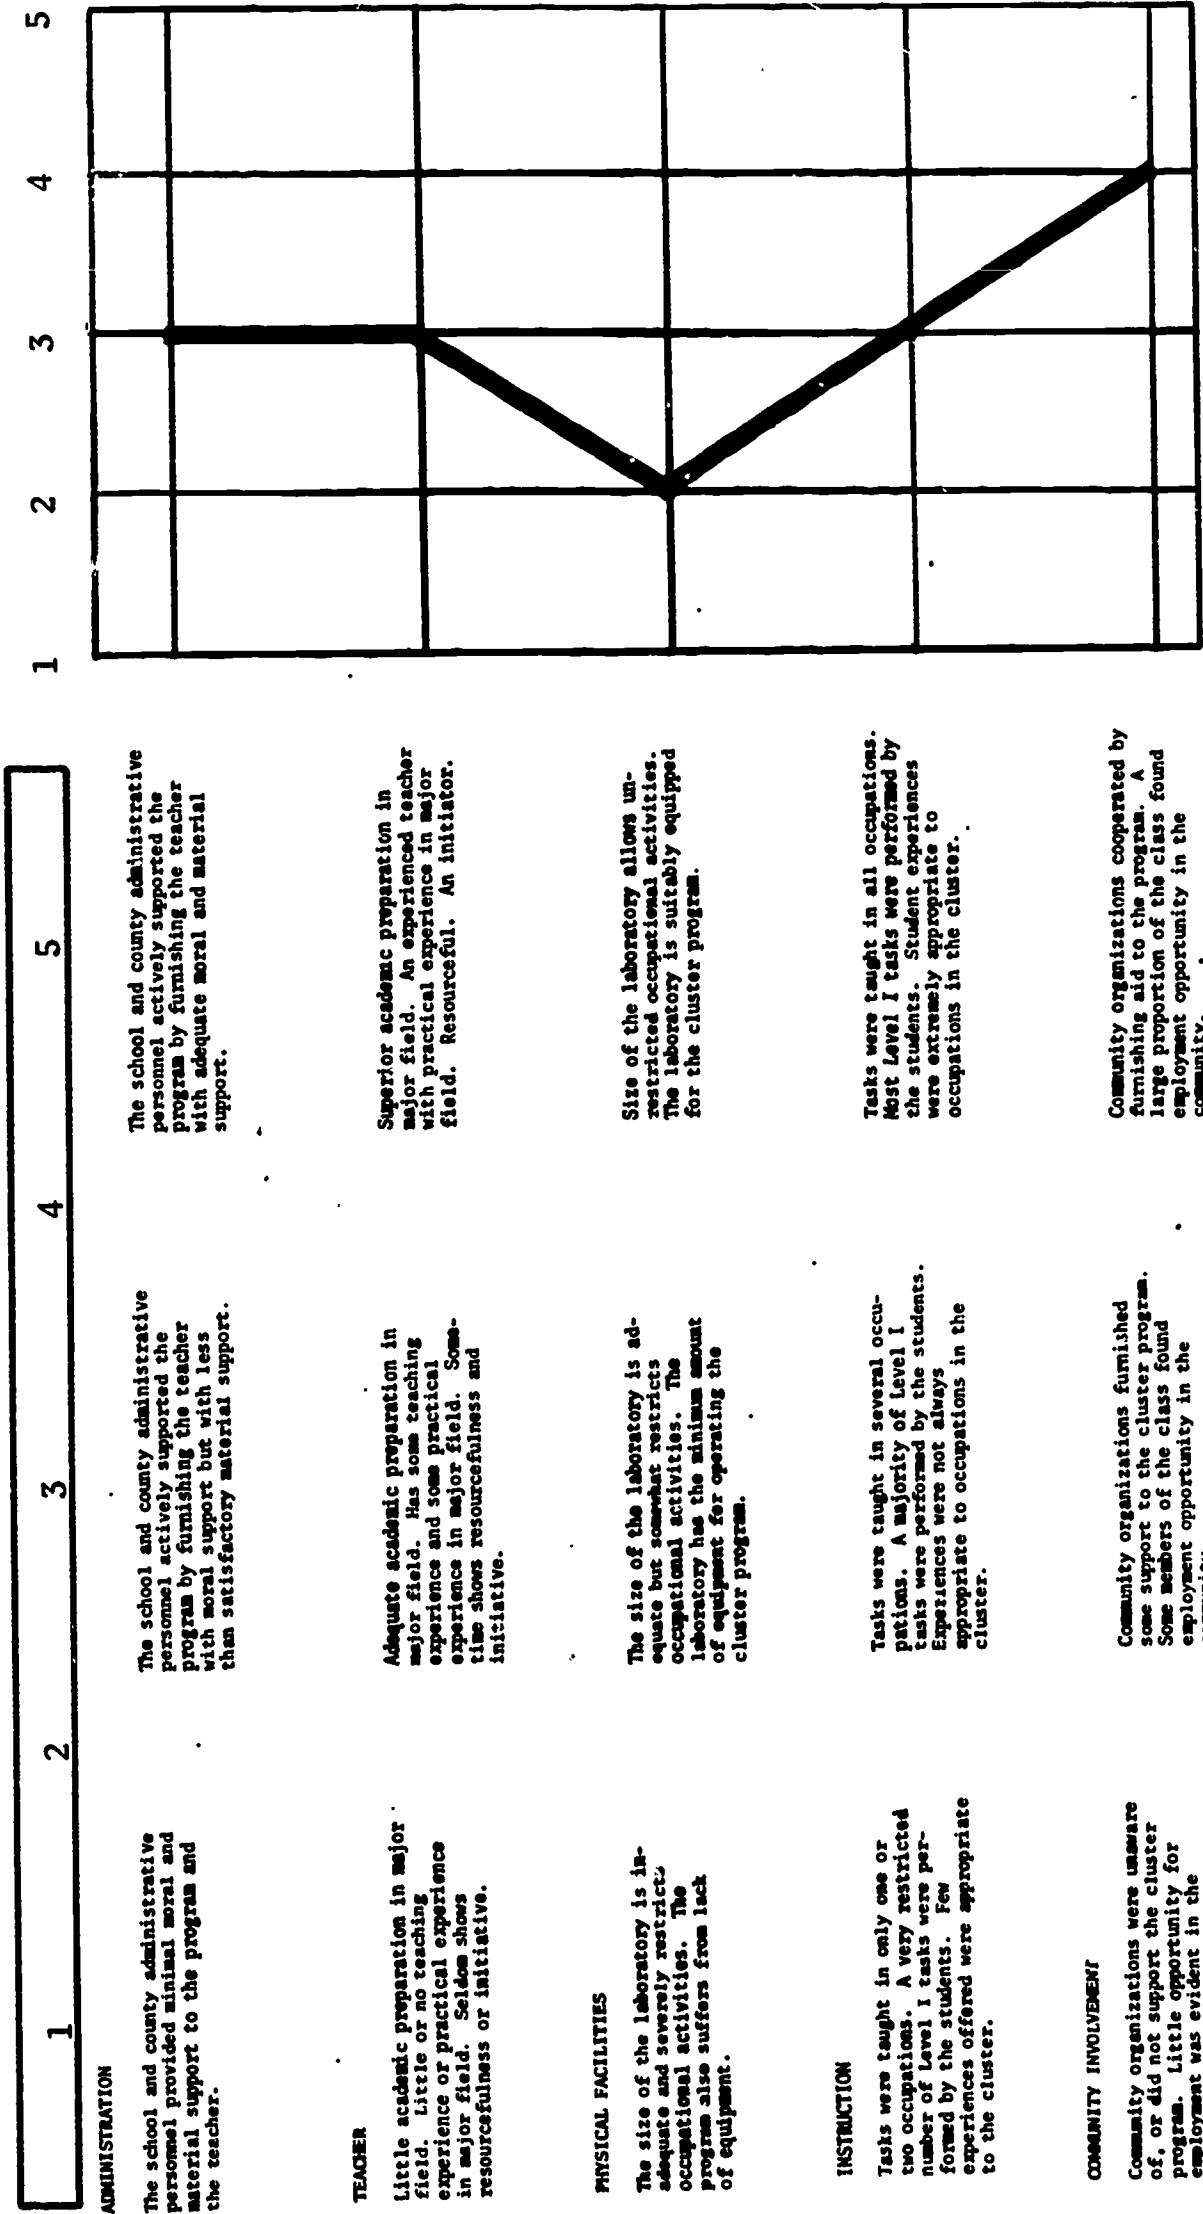 1 2 3 4 5
1 2 3 4 5
ADMINISTRATION
The school and county administrative
personnel provided minimal moral and
material support to the program and
the teacher.
The school and county administrative
personnel actively supported the
program by furnishing the teacher
with moral support but with less
than satisfactory material support.
The school and county administrative
personnel actively supported the
program by furnishing the teacher
with adequate moral and material
support.
TEACHER
Little academic preparation in major
field. Little or no teaching
experience or practical experience
in major field. Seldom shows
resourcefulness or initiative.
Adequate academic preparation in
major field. Has some teaching
experience and some practical
experience in major field. Some-
time shows resourcefulness and
initiative.
Superior academic preparation in
major field. An experienced teacher
with practical experience in major
field. Resourceful. An initiator.
PHYSICAL FACILITIES
The size of the laboratory is in-
adequate and severely restricts
occupational activities. The
program also suffers from lack
of equipment.
The size of the laboratory is ad-
equate but somewhat restricts
occupational activities. The
laboratory has the minimum amount
of equipment for operating the
cluster program.
Size of the laboratory allows un-
restricted occupational activities.
The laboratory is suitably equipped
for the cluster program.
INSTRUCTION
Tasks were taught in only one or
two occupations. A very restricted
number of Level I tasks were per-
formed by the students. Few
experiences offered were appropriate
to the cluster.
Tasks were taught in several occu-
pations. A majority of Level I
tasks were performed by the students.
Experiences were not always
appropriate to occupations in the
cluster.
Tasks were taught in all occupations.
Most Level I tasks were performed by
the students. Student experiences
were extremely appropriate to
occupations in the cluster.
COMMUNITY INVOLVEMENT
Community organizations were unaware
of, or did not support the cluster
program. Little opportunity for
employment was evident in the
Community organizations furnished
some support to the cluster program.
Some members of the class found
employment opportunity in the
Community organizations cooperated by
furnishing aid to the program. A
large proportion of the class found
employment opportunity in the
community.